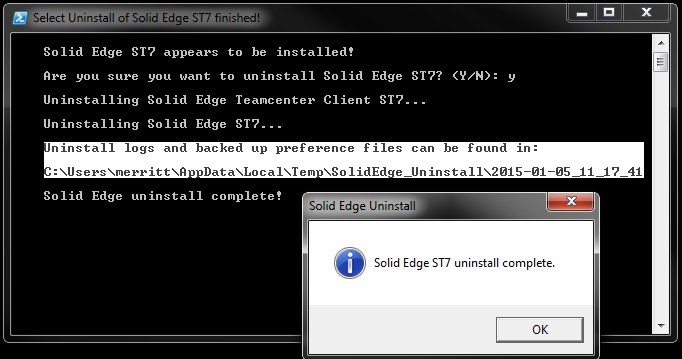 Select Uninstall of Solid Edge ST7 finished!
Solid Edge ST7 appears to be installed!
Are you sure you want to uninstall Solid Edge ST7? (Y/N): y
Uninstalling Solid Edge Teamcenter Client ST7...
Uninstalling Solid Edge ST7...
Uninstall logs and backed up preference files can be found in:
C:\Users\merritt\AppData\Local\Temp\SolidEdge_Uninstall\2015-01-05_11_17_41
Solid Edge uninstall complete!
Solid Edge Uninstall
Solid Edge ST7 uninstall complete.
OK